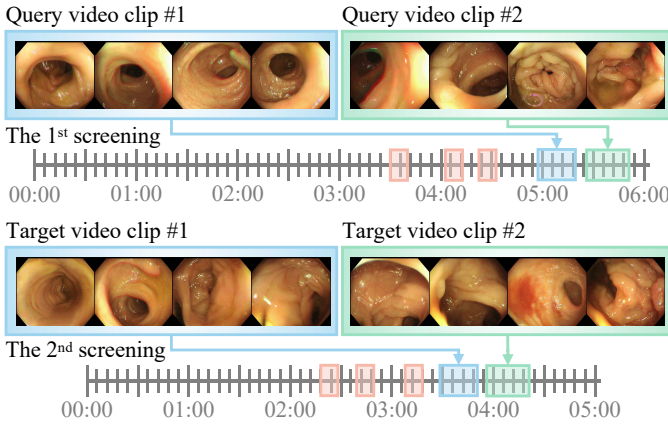 Query video clip #1
Query video clip #2
The 1st screening
00:00
01:00
02:00
03:00
04:00
05:00
06:00
Target video clip #1
Target video clip #2
The 2nd screening
00:00
01:00
02:00
03:00
04:00
05:00